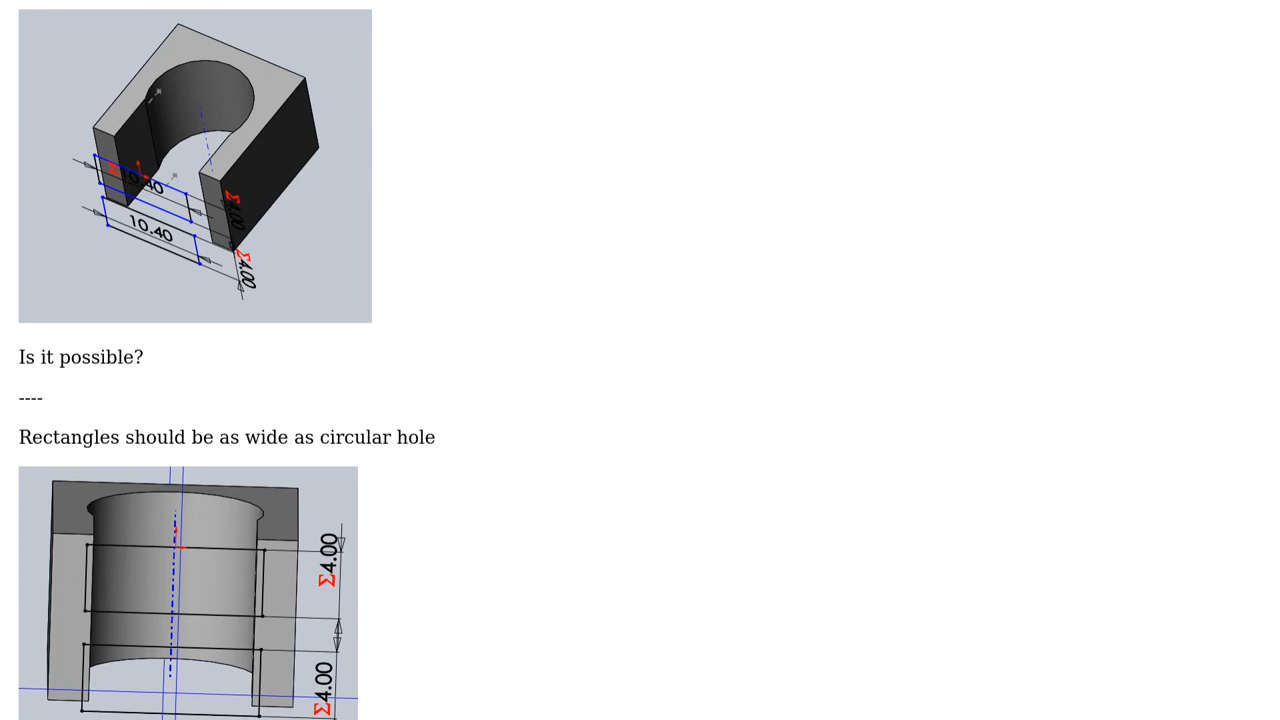 10.40
Σ4.00
10.40
Σ4.00
Is it possible?
----
Rectangles should be as wide as circular hole
Σ4.00
Σ4.00